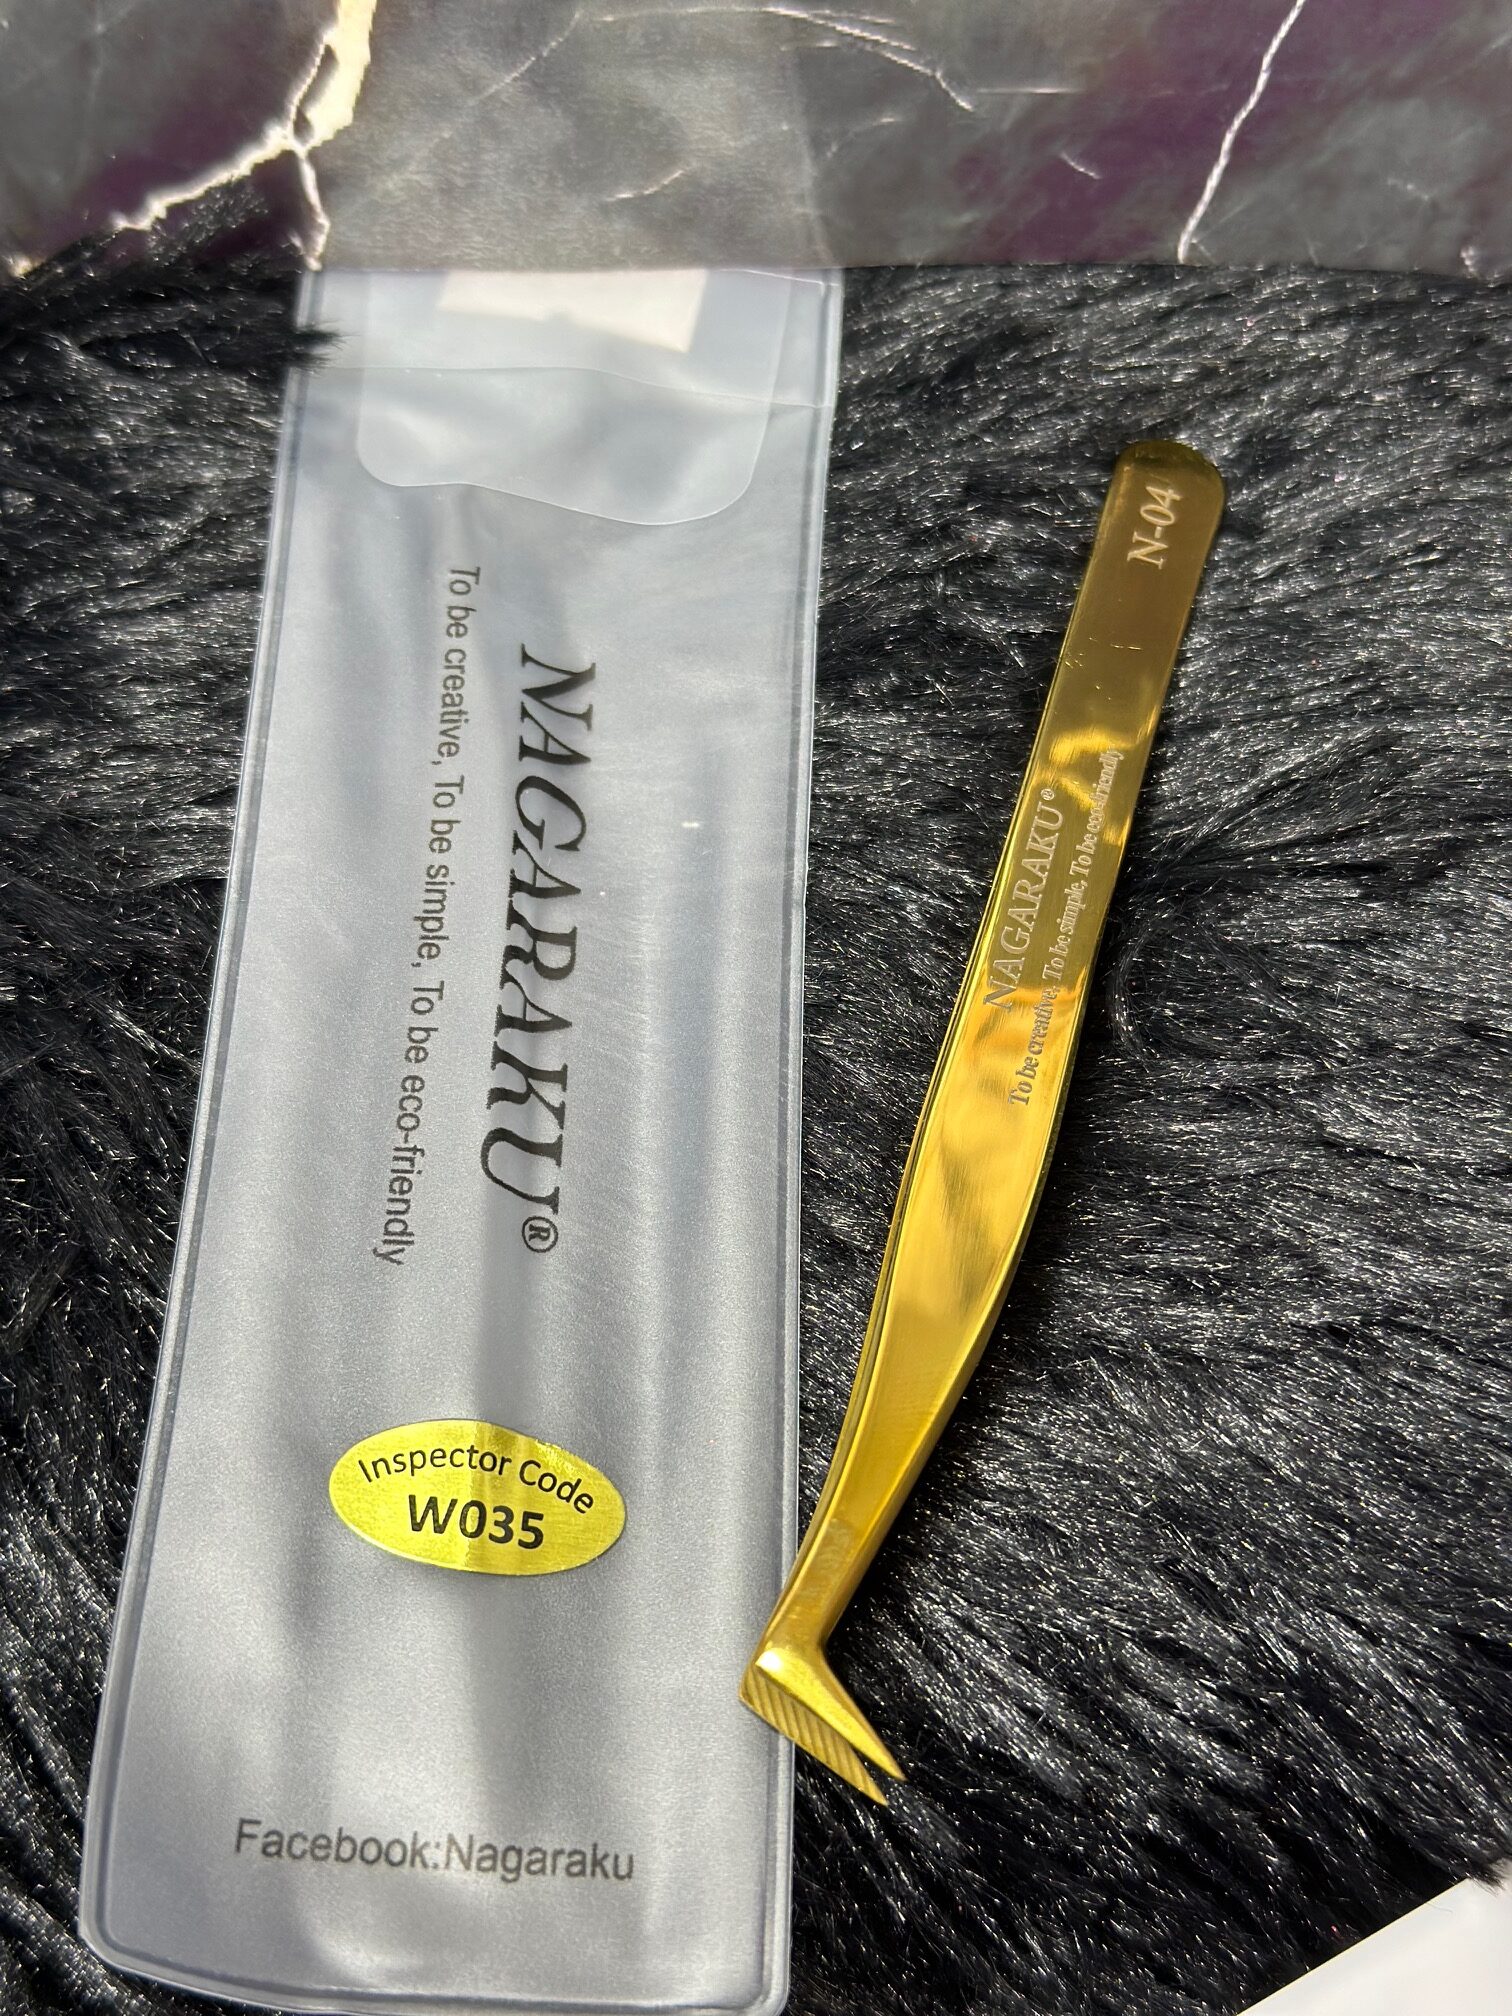 NAGARAKU®
To be creative, To be simple, To be eco-friendly
Inspector Code
W035
Facebook:Nagaraku
N-04
NAGARAKU®
To be creative, To be simple, To be eco-friendly